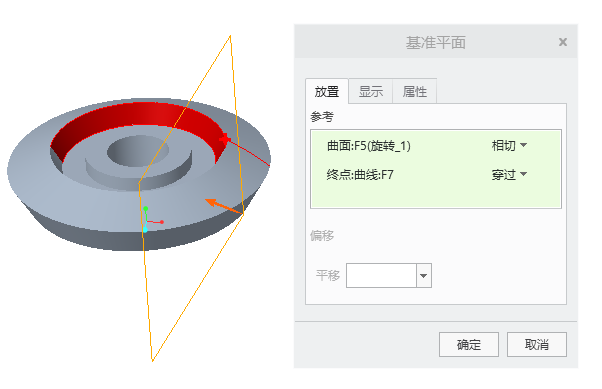 基准平面
放置 显示 属性
参考
曲面:F5(旋转_1) 相切
终点:曲线:F7 穿过
偏移
平移
确定 取消